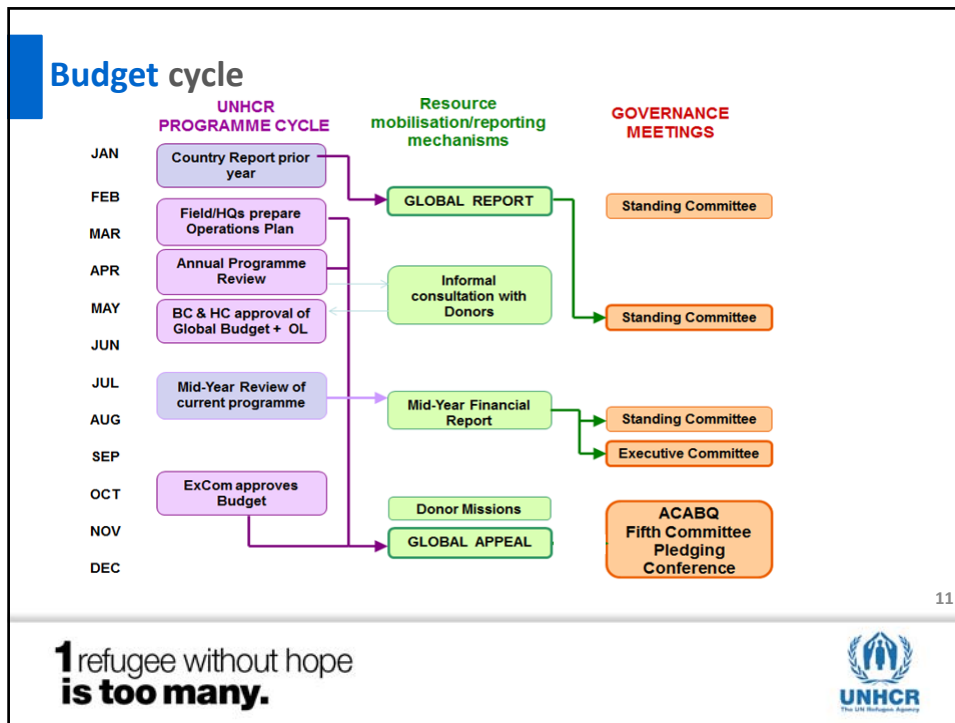 Budget cycle
UNHCR
PROGRAMME CYCLE
Resource
mobilisation/reporting
mechanisms
GOVERNANCE
MEETINGS
JAN
FEB
MAR
APR
MAY
JUN
JUL
AUG
SEP
OCT
NOV
DEC
Country Report prior
year
Field/HQs prepare
Operations Plan
Annual Programme
Review
BC & HC approval of
Global Budget + OL
Mid-Year Review of
current programme
ExCom approves
Budget
GLOBAL REPORT
Informal
consultation with
Donors
Mid-Year Financial
Report
Donor Missions
GLOBAL APPEAL
Standing Committee
Standing Committee
Standing Committee
Executive Committee
ACABQ
Fifth Committee
Pledging
Conference
11
1 refugee without hope
is too many.
UNHCR
The UN Refugee Agency